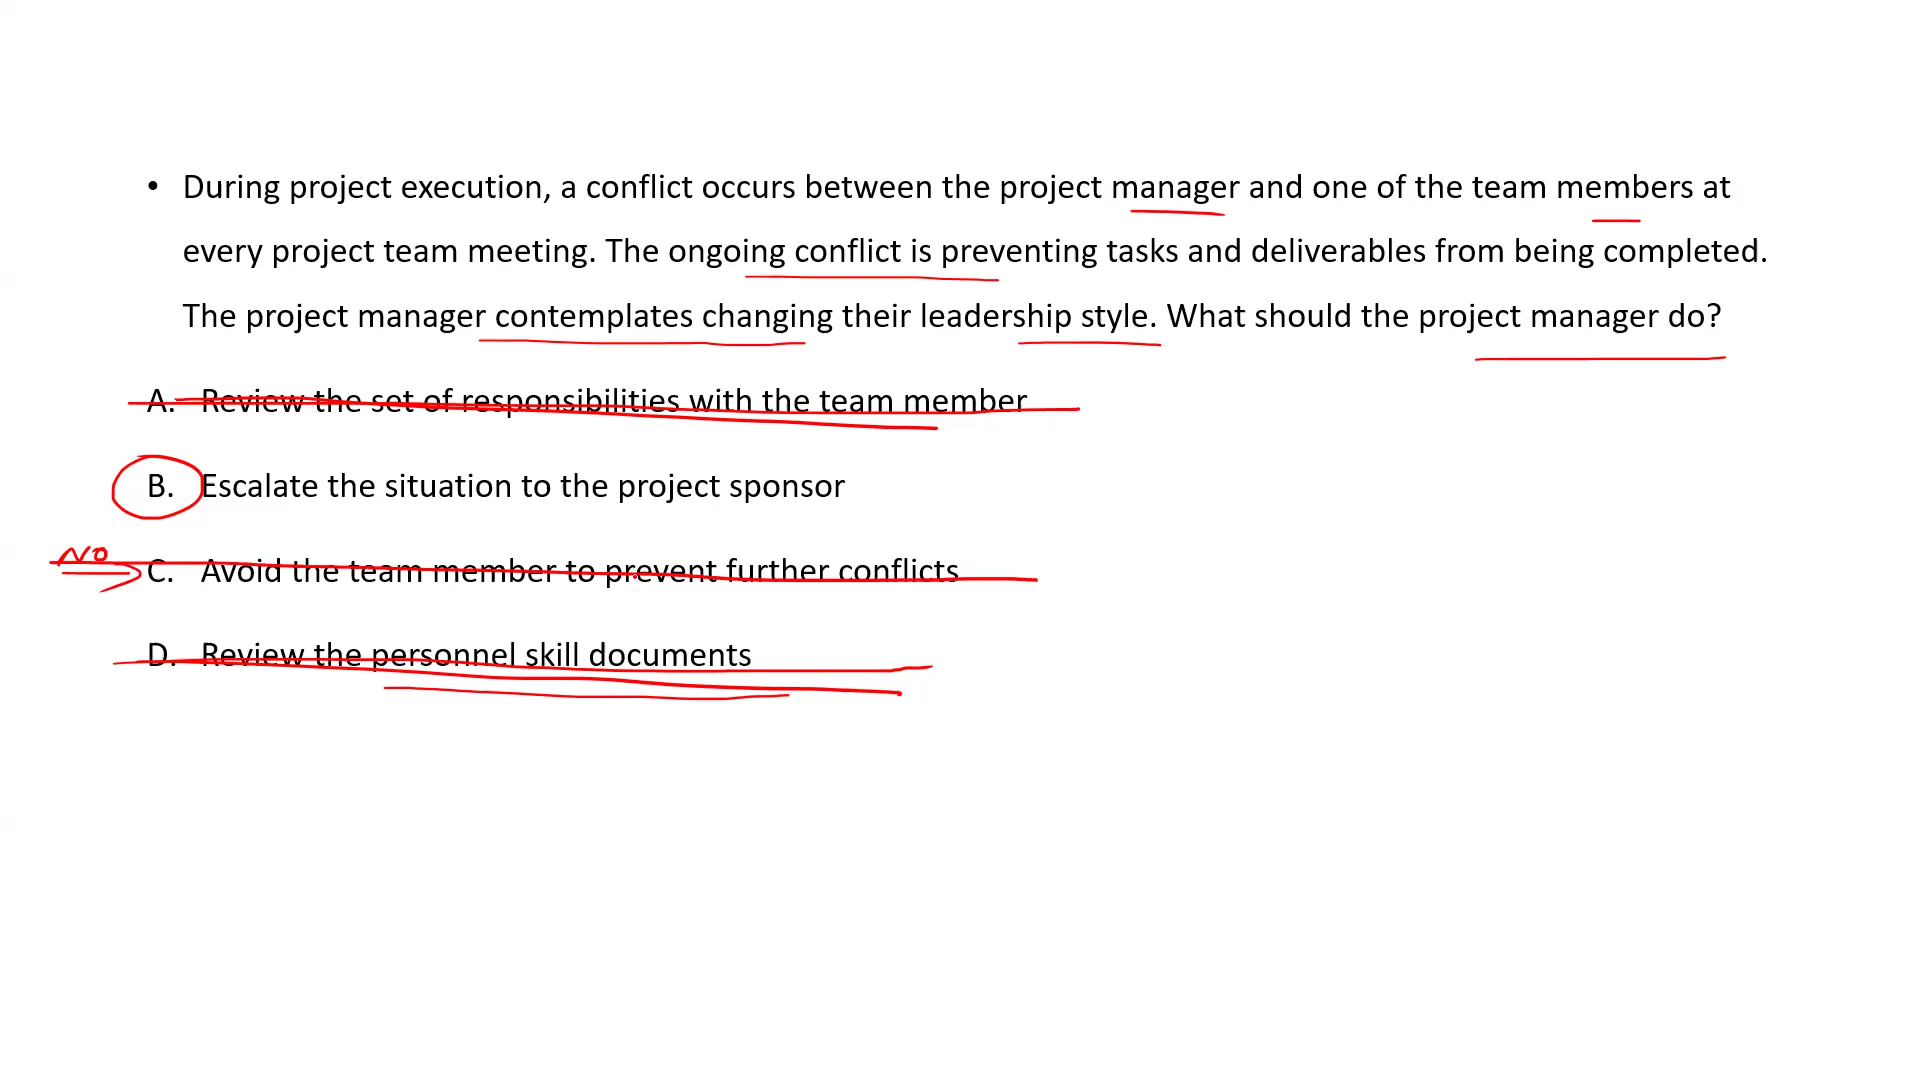 • During project execution, a conflict occurs between the project manager and one of the team members at
every project team meeting. The ongoing conflict is preventing tasks and deliverables from being completed.
The project manager contemplates changing their leadership style. What should the project manager do?
A. Review the set of responsibilities with the team member
B. Escalate the situation to the project sponsor
NO
C. Avoid the team member to prevent further conflicts
D. Review the personnel skill documents